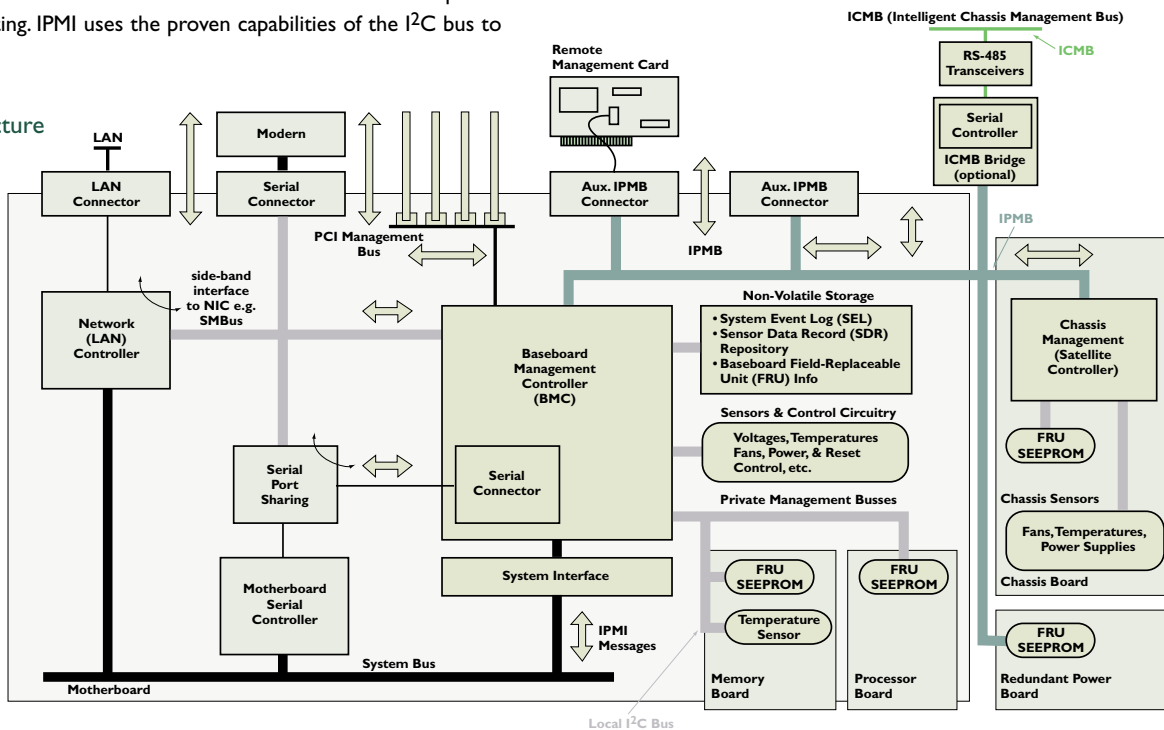 ting. IPMI uses the proven capabilities of the I2C bus to
cture
ICMB (Intelligent Chassis Management Bus)
ICMB
RS-485
Transceivers
Serial
Controller
ICMB Bridge
(optional)
Remote
Management Card
LAN
Modern
LAN
Connector
Serial
Connector
Aux. IPMB
Connector
Aux. IPMB
Connector
PCI Management
Bus
IPMB
IPMB
side-band
interface
to NIC e.g.
SMBus
Network
(LAN)
Controller
Baseboard
Management
Controller
(BMC)
Non-Volatile Storage
• System Event Log (SEL)
• Sensor Data Record (SDR)
Repository
• Baseboard Field-Replaceable
Unit (FRU) Info
Chassis
Management
(Satellite
Controller)
Sensors & Control Circuitry
Voltages, Temperatures
Fans, Power, & Reset
Control, etc.
FRU
SEEPROM
Serial
Port
Sharing
Serial
Connector
Private Management Busses
Chassis Sensors
Fans, Temperatures,
Power Supplies
Chassis Board
System Interface
FRU
SEEPROM
Temperature
Sensor
Memory
Board
FRU
SEEPROM
Processor
Board
Motherboard
Serial
Controller
IPMI
Messages
System Bus
Motherboard
FRU
SEEPROM
Redundant Power
Board
Local I2C Bus